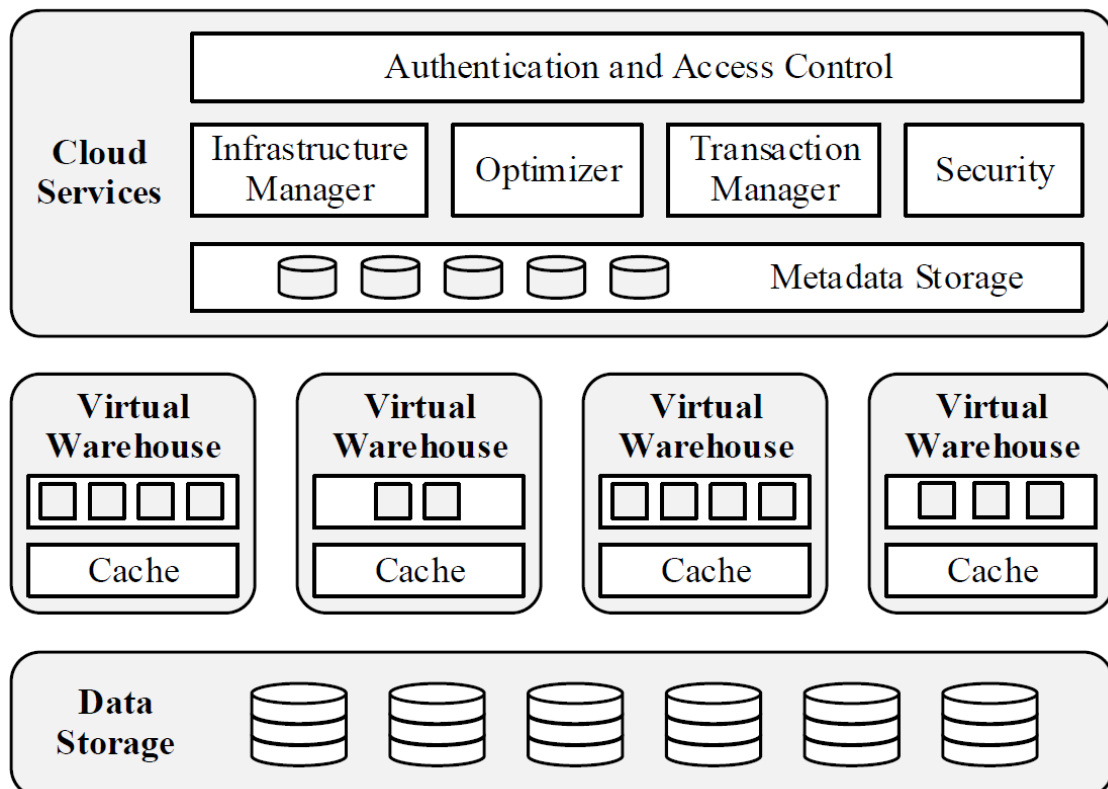 Authentication and Access Control
Cloud
Services
Infrastructure
Manager
Optimizer
Transaction
Manager
Security
Metadata Storage
Virtual
Warehouse
Cache
Virtual
Warehouse
Cache
Virtual
Warehouse
Cache
Virtual
Warehouse
Cache
Data
Storage